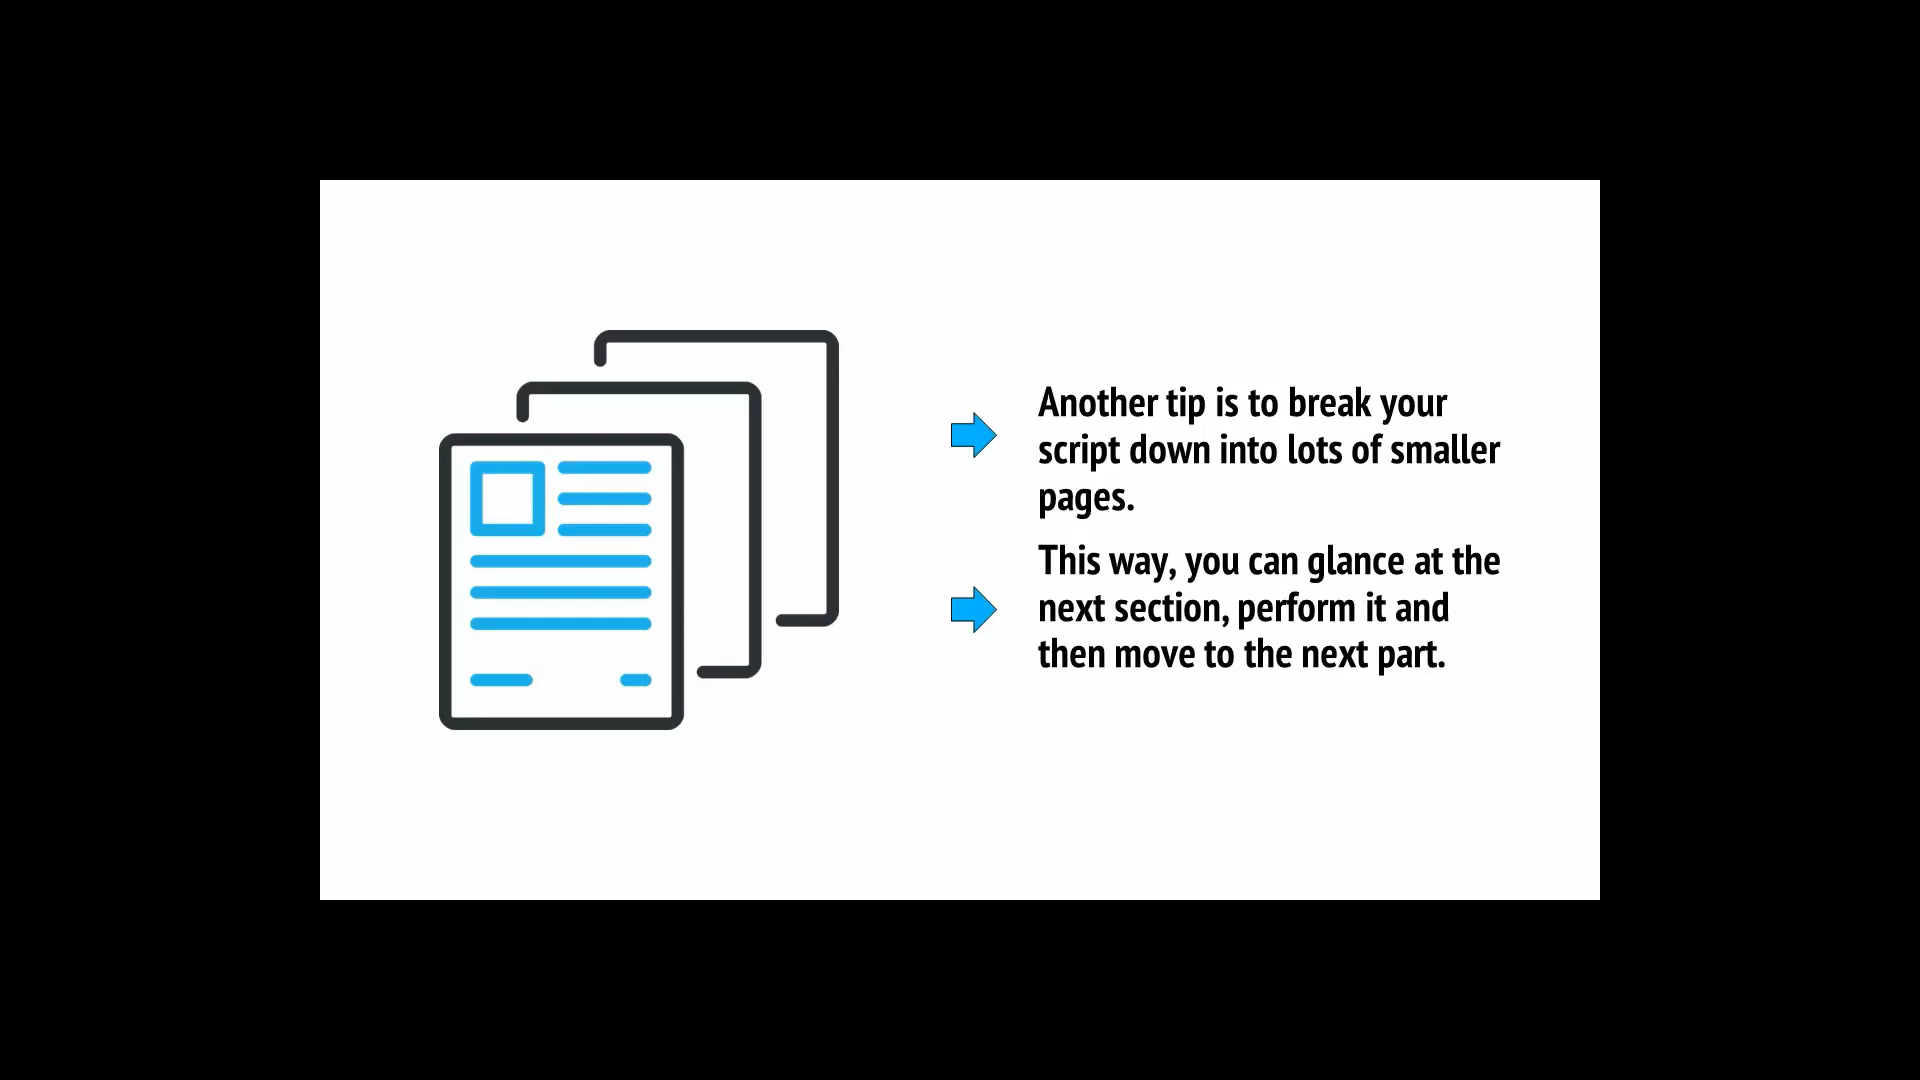 Another tip is to break your
script down into lots of smaller
pages.
This way, you can glance at the
next section, perform it and
then move to the next part.